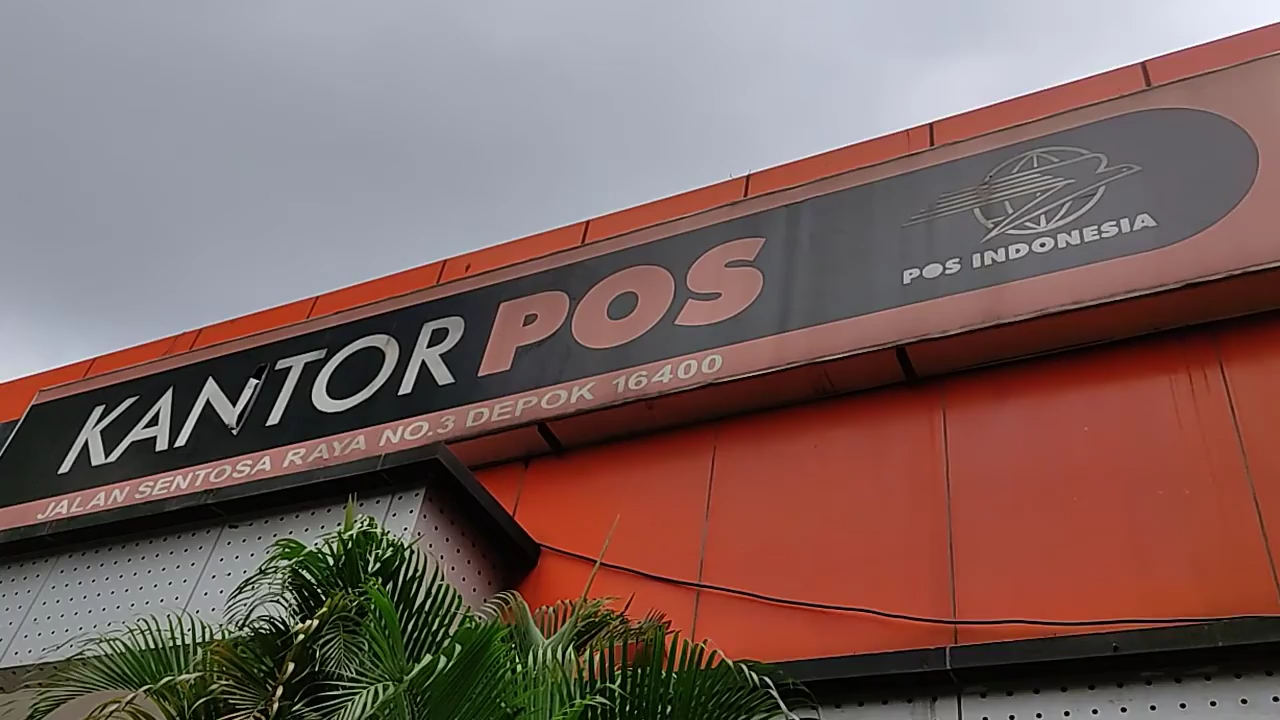 KANTOR POS
JALAN SENTOSA RAYA NO.3 DEPOK 16400
POS INDONESIA